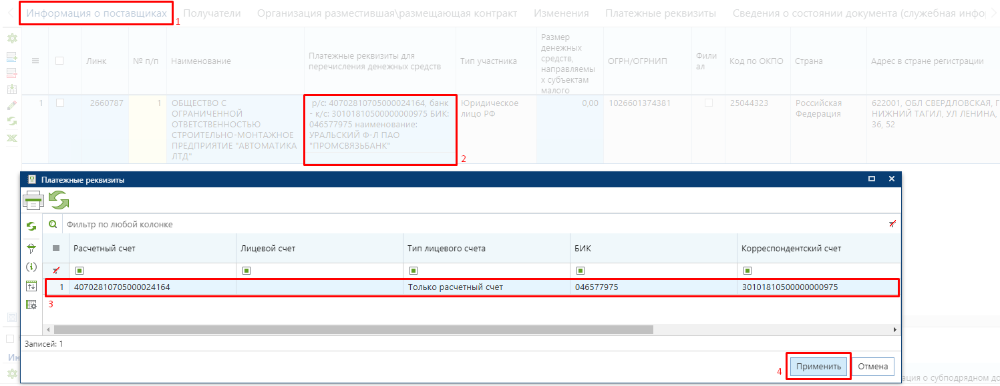 Информация о поставщиках
Получатели
Организация разместившая\размещающая контракт
Изменения
Платежные реквизиты
Сведения о состоянии документа (служебная инфор
1
Линк
№ п/п
Наименование
Платежные реквизиты для
перечисления денежных средств
Тип участника
Размер
денежных
средств,
направляемы
х субъектам
малого
ОГРН/ОГРНИП
Фили
ал
Код по ОКПО
Страна
Адрес в стране регистрации
1
2660787
1
ОБЩЕСТВО С
ОГРАНИЧЕННОЙ
ОТВЕТСТВЕННОСТЬЮ
СТРОИТЕЛЬНО-МОНТАЖНОЕ
ПРЕДПРИЯТИЕ "АВТОМАТИКА
ЛТД"
р/с: 40702810705000024164, банк
- к/с: 30101810500000000975 БИК:
046577975 наименование:
УРАЛЬСКИЙ Ф-Л ПАО
"ПРОМСВЯЗЬБАНК"
2
Юридическое
лицо РФ
0,00
1026601374381
25044323
Российская
Федерация
622001, ОБЛ СВЕРДЛОВСКАЯ, Г
НИЖНИЙ ТАГИЛ, УЛ ЛЕНИНА,
36, 52
Платежные реквизиты
Фильтр по любой колонке
Расчетный счет
Лицевой счет
Тип лицевого счета
БИК
Корреспондентский счет
1
40702810705000024164
Только расчетный счет
046577975
30101810500000000975
3
Записей: 1
4
Применить
Отмена
Ин
ация о субподрядном до